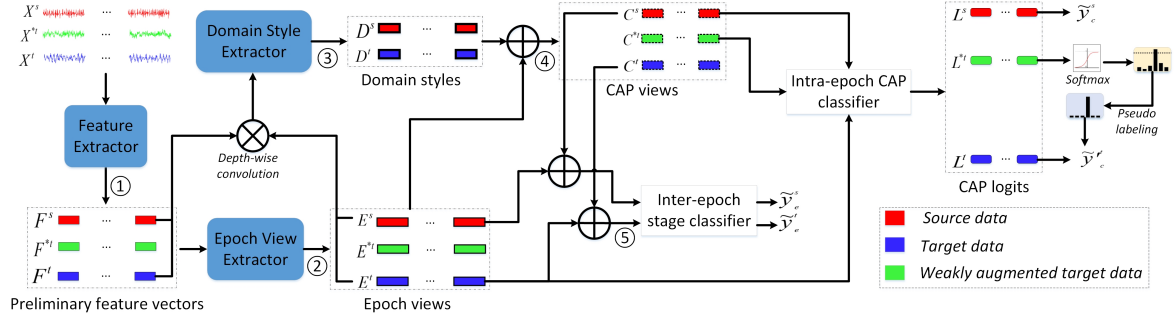 X^s ...
X^{*t} ...
X^t ...
Feature
Extractor
①
F^s ...
F^{*t} ...
F^t ...
Preliminary feature vectors
Domain Style
Extractor
③
Depth-wise
convolution
Epoch View
Extractor
②
D^s ...
D^t ...
Domain styles
④
E^s ...
E^{*t} ...
E^t ...
Epoch views
C^s ...
C^{*t} ...
C^t ...
CAP views
Inter-epoch
stage classifier
⑤
ỹ_e^s
ỹ_e^t
Intra-epoch CAP
classifier
L^s ...
ỹ_c^s
L^{*t} ...
Softmax
Pseudo
labeling
L^t ...
CAP logits
Source data
Target data
Weakly augmented target data